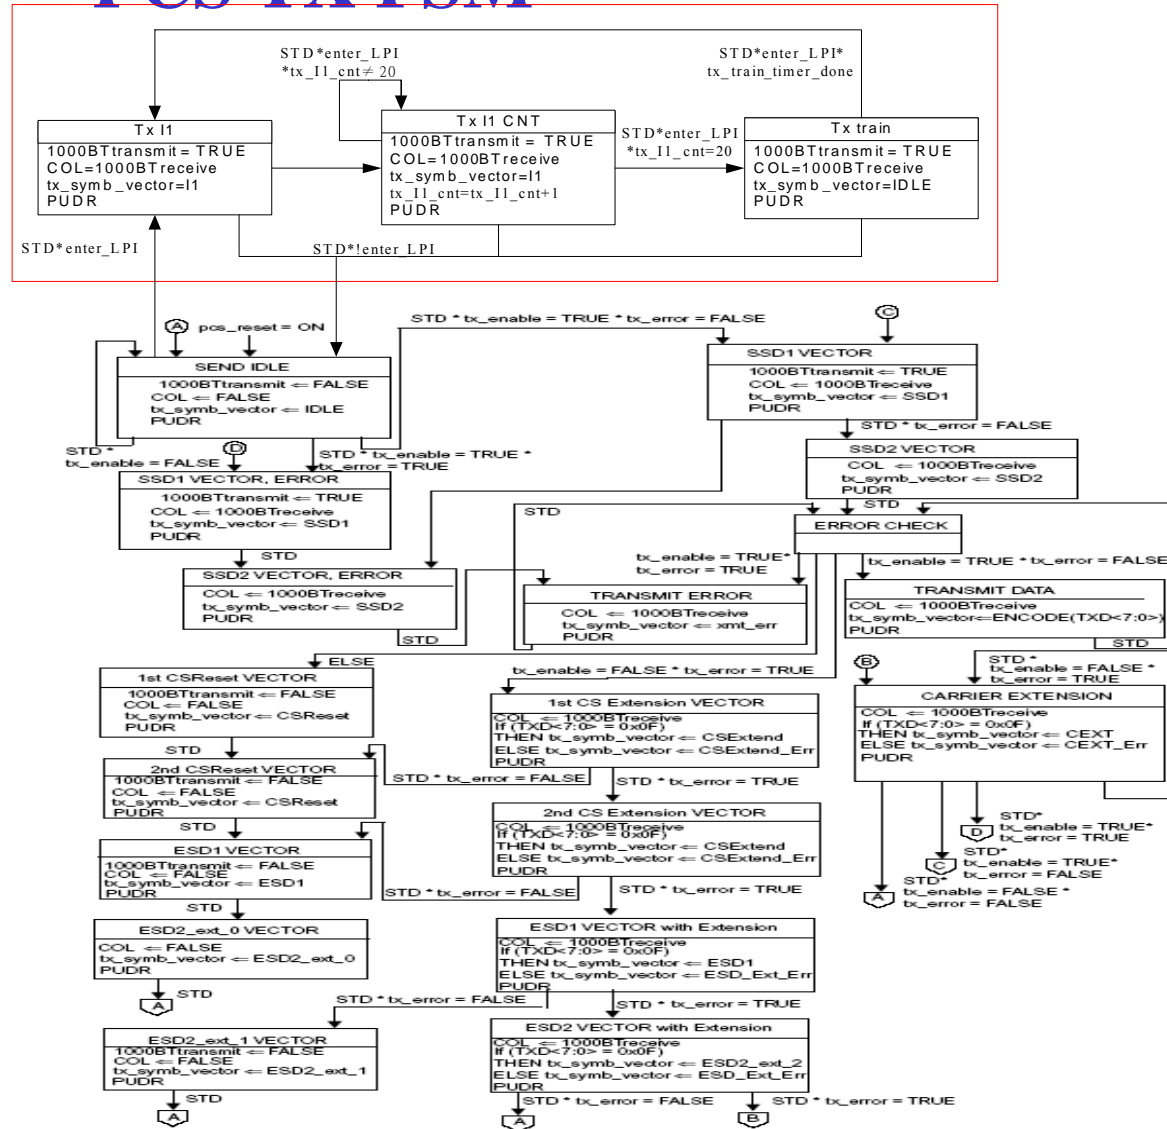 PCS TX FSM
STD*enter_LPI
*tx_I1_cnt≠20
STD*enter_LPI*
tx_train_timer_done
Tx I1
1000BTtransmit= TRUE
COL=1000BTreceive
tx_symb_vector=I1
PUDR
Tx I1 CNT
1000BTtransmit= TRUE
COL=1000BTreceive
tx_symb_vector=I1
tx_I1_cnt=tx_I1_cnt+1
PUDR
STD*enter_LPI
*tx_I1_cnt=20
Tx train
1000BTtransmit= TRUE
COL=1000BTreceive
tx_symb_vector=IDLE
PUDR
STD*enter_LPI
STD*!enter_LPI
A
pcs_reset = ON
STD * tx_enable = TRUE * tx_error = FALSE
C
SEND IDLE
1000BTtransmit ⇐ FALSE
COL ⇐ FALSE
tx_symb_vector ⇐ IDLE
PUDR
SSD1 VECTOR
1000BTtransmit ⇐ TRUE
COL ⇐ 1000BTreceive
tx_symb_vector ⇐ SSD1
PUDR
STD *
tx_enable = FALSE
D
STD * tx_enable = TRUE *
tx_error = TRUE
STD * tx_error = FALSE
SSD2 VECTOR
COL ⇐ 1000BTreceive
tx_symb_vector ⇐ SSD2
PUDR
SSD1 VECTOR, ERROR
1000BTtransmit ⇐ TRUE
COL ⇐ 1000BTreceive
tx_symb_vector ⇐ SSD1
PUDR
STD
STD
ERROR CHECK
STD
SSD2 VECTOR, ERROR
COL ⇐ 1000BTreceive
tx_symb_vector ⇐ SSD2
PUDR
tx_enable = TRUE*
tx_error = TRUE
tx_enable = TRUE * tx_error = FALSE
TRANSMIT ERROR
COL ⇐ 1000BTreceive
tx_symb_vector ⇐ xmt_err
PUDR
TRANSMIT DATA
COL ⇐ 1000BTreceive
tx_symb_vector⇐ENCODE(TXD<7:0>)
PUDR
STD
STD
ELSE
tx_enable = FALSE * tx_error = TRUE
B
STD *
tx_enable = FALSE *
tx_error = TRUE
1st CSReset VECTOR
1000BTtransmit ⇐ FALSE
COL ⇐ FALSE
tx_symb_vector ⇐ CSReset
PUDR
1st CS Extension VECTOR
COL ⇐ 1000BTreceive
If (TXD<7:0> = 0x0F)
THEN tx_symb_vector ⇐ CSExtend
ELSE tx_symb_vector ⇐ CSExtend_Err
PUDR
CARRIER EXTENSION
COL ⇐ 1000BTreceive
If (TXD<7:0> = 0x0F)
THEN tx_symb_vector ⇐ CEXT
ELSE tx_symb_vector ⇐ CEXT_Err
PUDR
STD
2nd CSReset VECTOR
1000BTtransmit ⇐ FALSE
COL ⇐ FALSE
tx_symb_vector ⇐ CSReset
PUDR
STD * tx_error = FALSE
STD * tx_error = TRUE
2nd CS Extension VECTOR
COL ⇐ 1000BTreceive
If (TXD<7:0> = 0x0F)
THEN tx_symb_vector ⇐ CSExtend
ELSE tx_symb_vector ⇐ CSExtend_Err
PUDR
D
STD*
tx_enable = TRUE*
tx_error = TRUE
C
STD*
tx_enable = TRUE*
tx_error = FALSE
A
STD*
tx_enable = FALSE *
tx_error = FALSE
STD
ESD1 VECTOR
1000BTtransmit ⇐ FALSE
COL ⇐ FALSE
tx_symb_vector ⇐ ESD1
PUDR
STD * tx_error = FALSE
STD * tx_error = TRUE
STD
ESD2_ext_0 VECTOR
COL ⇐ FALSE
tx_symb_vector ⇐ ESD2_ext_0
PUDR
ESD1 VECTOR with Extension
COL ⇐ 1000BTreceive
If (TXD<7:0> = 0x0F)
THEN tx_symb_vector ⇐ ESD1
ELSE tx_symb_vector ⇐ ESD_Ext_Err
PUDR
STD
A
STD * tx_error = FALSE
STD * tx_error = TRUE
ESD2_ext_1 VECTOR
1000BTtransmit ⇐ FALSE
COL ⇐ FALSE
tx_symb_vector ⇐ ESD2_ext_1
PUDR
ESD2 VECTOR with Extension
COL ⇐ 1000BTreceive
If (TXD<7:0> = 0x0F)
THEN tx_symb_vector ⇐ ESD2_ext_2
ELSE tx_symb_vector ⇐ ESD_Ext_Err
PUDR
STD
A
STD * tx_error = FALSE
A
STD * tx_error = TRUE
B